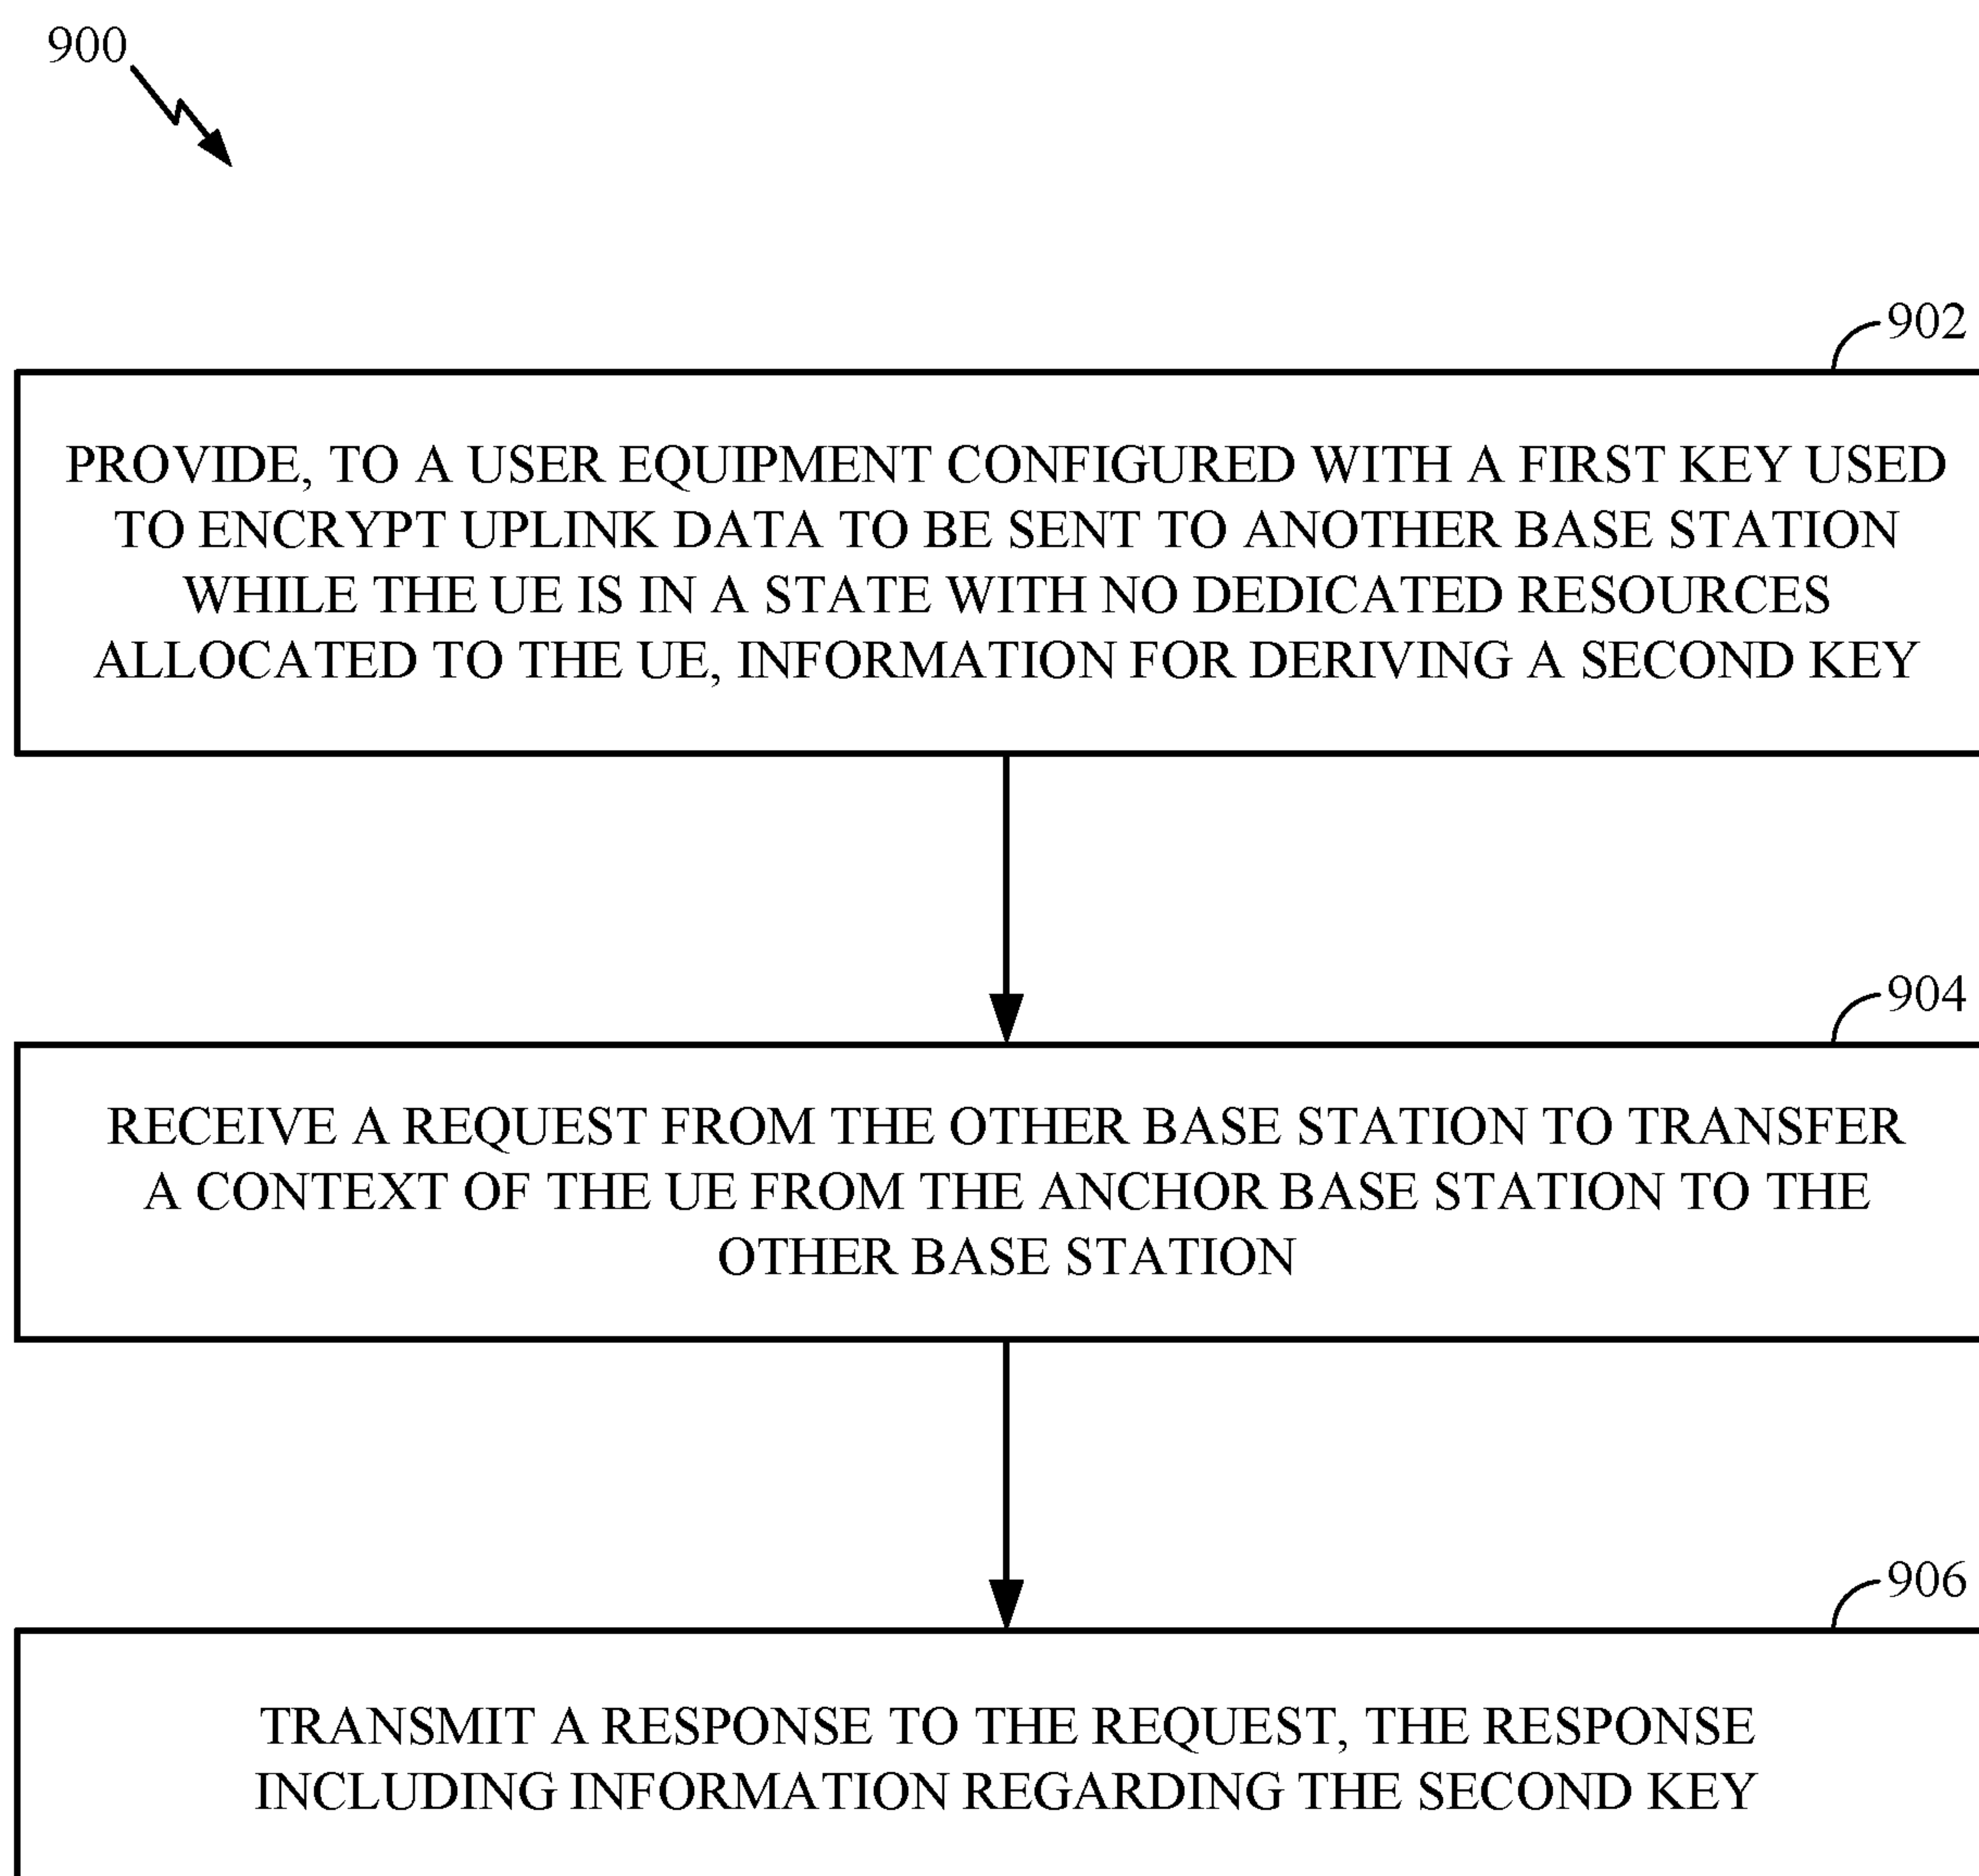 900
902
PROVIDE, TO A USER EQUIPMENT CONFIGURED WITH A FIRST KEY USED
TO ENCRYPT UPLINK DATA TO BE SENT TO ANOTHER BASE STATION
WHILE THE UE IS IN A STATE WITH NO DEDICATED RESOURCES
ALLOCATED TO THE UE, INFORMATION FOR DERIVING A SECOND KEY
904
RECEIVE A REQUEST FROM THE OTHER BASE STATION TO TRANSFER
A CONTEXT OF THE UE FROM THE ANCHOR BASE STATION TO THE
OTHER BASE STATION
906
TRANSMIT A RESPONSE TO THE REQUEST, THE RESPONSE
INCLUDING INFORMATION REGARDING THE SECOND KEY